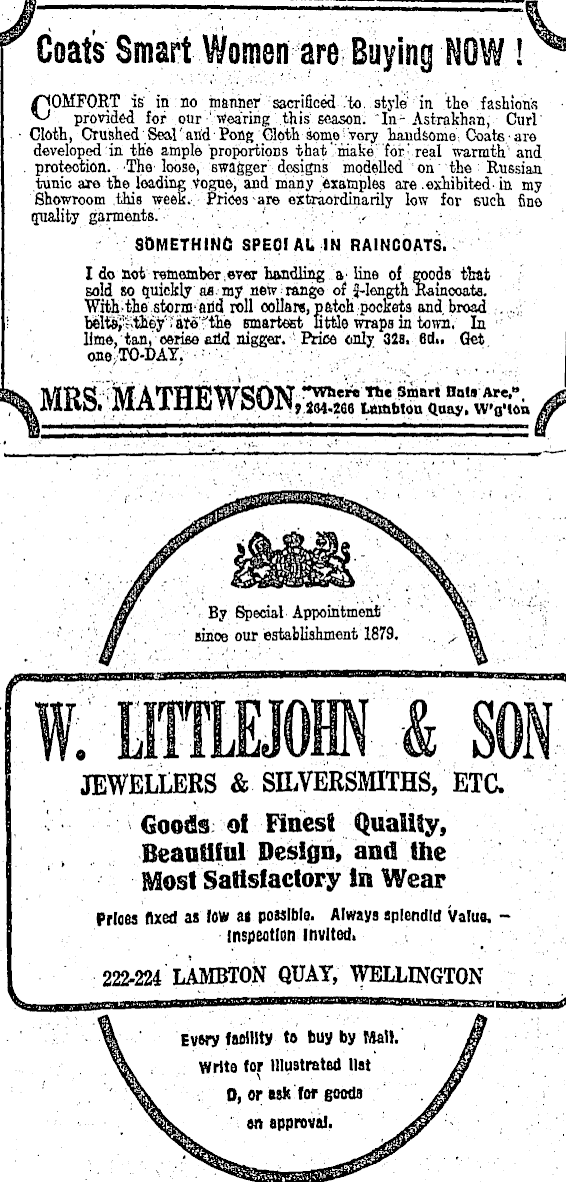 Coats Smart Women are Buying NOW !
COMFORT is in no manner sacrificed to style in the fashions
provided for our wearing this season. In Astrakhan, Curl
Cloth, Crushed Seal and Pong Cloth some very handsome Coats are
developed in the ample proportions that make for real warmth and
protection. The loose, swagger designs modelled on the Russian
tunic are the leading vogue, and many examples are exhibited in my
Showroom this week. Prices are extraordinarily low for such fine
quality garments.
SOMETHING SPECIAL IN RAINCOATS.
I do not remember ever handling a line of goods that
sold so quickly as my new range of ¾-length Raincoats.
With the storm and roll collars, patch pockets and broad
belts, they are the smartest little wraps in town. In
lime, tan, cerise and nigger. Price only 32s. 6d.. Get
one TO-DAY.
MRS. MATHEWSON, "Where The Smart Hats Are,"
264-266 Lambton Quay, W'g'ton
By Special Appointment
since our establishment 1879.
W. LITTLEJOHN & SON
JEWELLERS & SILVERSMITHS, ETC.
Goods of Finest Quality,
Beautiful Design, and the
Most Satisfactory in Wear
Prices fixed as low as possible. Always splendid Value. —
Inspection Invited.
222-224 LAMBTON QUAY, WELLINGTON
Every facility to buy by Mail.
Write for Illustrated list
D, or ask for goods
on approval.